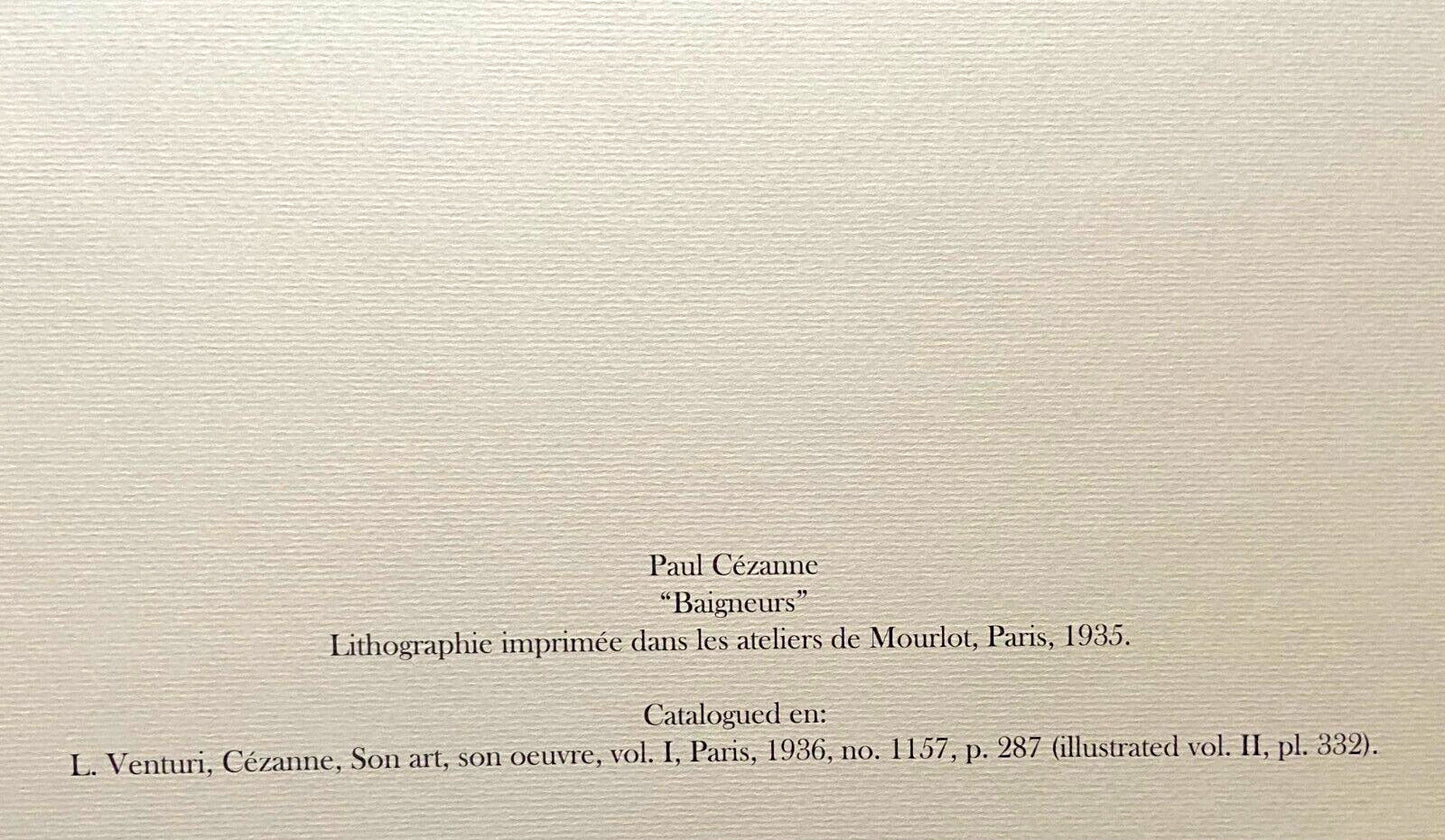 Paul Cézanne
“Baigneurs”
Lithographie imprimée dans les ateliers de Mourlot, Paris, 1935.
Catalogued en:
L. Venturi, Cézanne, Son art, son oeuvre, vol. I, Paris, 1936, no. 1157, p. 287 (illustrated vol. II, pl. 332).